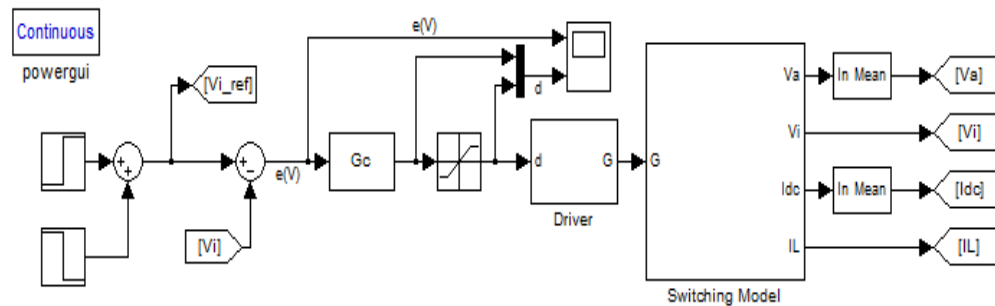 Continuous
powergui
[Vi_ref]
e(V)
d
+
+
+
−
e(V)
[Vi]
Gc
d
G
Driver
G
Va
Vi
Idc
IL
Switching Model
In Mean
In Mean
[Va]
[Vi]
[Idc]
[IL]